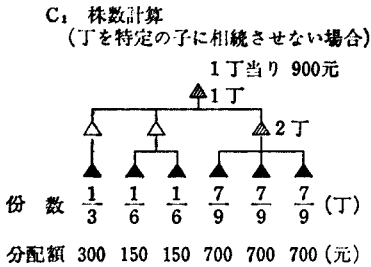 C₁ 株数計算
(丁を特定の子に相続させない場合)
1丁当り 900元
1丁
2丁
份数 1/3 1/6 1/6 7/9 7/9 7/9 (丁)
分配額 300 150 150 700 700 700 (元)